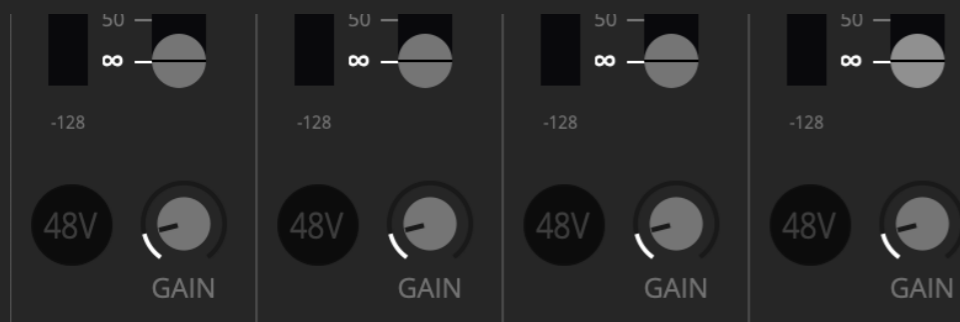 50 50 50 50
∞ ∞ ∞ ∞
-128 -128 -128 -128
48V 48V 48V 48V
GAIN GAIN GAIN GAIN